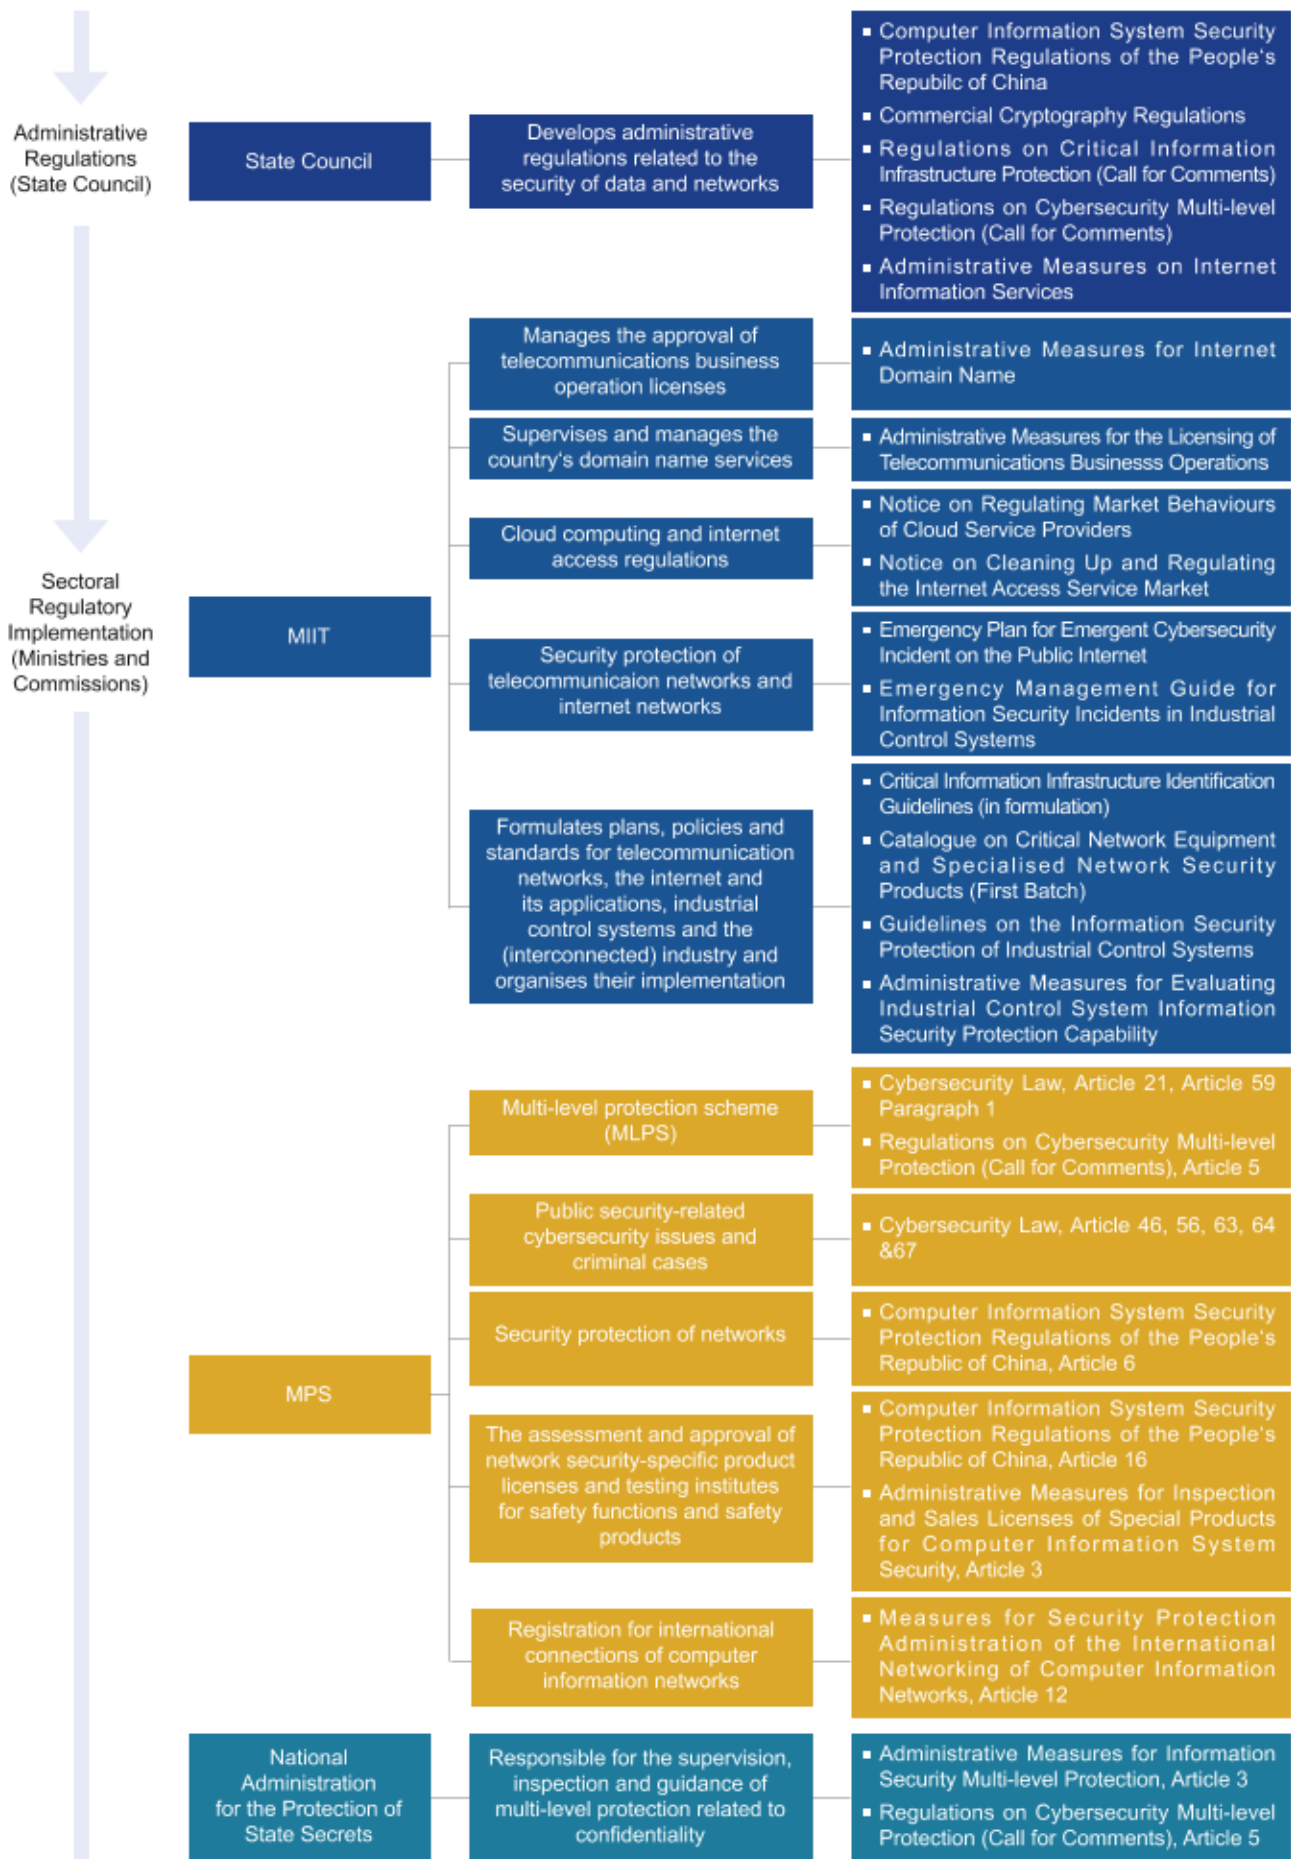 Administrative
Regulations
(State Council)
State Council
Develops administrative
regulations related to the
security of data and networks
▪ Computer Information System Security
Protection Regulations of the People's
Repubilc of China
▪ Commercial Cryptography Regulations
▪ Regulations on Critical Information
Infrastructure Protection (Call for Comments)
▪ Regulations on Cybersecurity Multi-level
Protection (Call for Comments)
▪ Administrative Measures on Internet
Information Services
Sectoral
Regulatory
Implementation
(Ministries and
Commissions)
MIIT
Manages the approval of
telecommunications business
operation licenses
▪ Administrative Measures for Internet
Domain Name
Supervises and manages the
country's domain name services
▪ Administrative Measures for the Licensing of
Telecommunications Businesss Operations
Cloud computing and internet
access regulations
▪ Notice on Regulating Market Behaviours
of Cloud Service Providers
▪ Notice on Cleaning Up and Regulating
the Internet Access Service Market
Security protection of
telecommunicaion networks and
internet networks
▪ Emergency Plan for Emergent Cybersecurity
Incident on the Public Internet
▪ Emergency Management Guide for
Information Security Incidents in Industrial
Control Systems
Formulates plans, policies and
standards for telecommunication
networks, the internet and
its applications, industrial
control systems and the
(interconnected) industry and
organises their implementation
▪ Critical Information Infrastructure Identification
Guidelines (in formulation)
▪ Catalogue on Critical Network Equipment
and Specialised Network Security
Products (First Batch)
▪ Guidelines on the Information Security
Protection of Industrial Control Systems
▪ Administrative Measures for Evaluating
Industrial Control System Information
Security Protection Capability
MPS
Multi-level protection scheme
(MLPS)
▪ Cybersecurity Law, Article 21, Article 59
Paragraph 1
▪ Regulations on Cybersecurity Multi-level
Protection (Call for Comments), Article 5
Public security-related
cybersecurity issues and
criminal cases
▪ Cybersecurity Law, Article 46, 56, 63, 64
&67
Security protection of networks
▪ Computer Information System Security
Protection Regulations of the People's
Republic of China, Article 6
The assessment and approval of
network security-specific product
licenses and testing institutes
for safety functions and safety
products
▪ Computer Information System Security
Protection Regulations of the People's
Republic of China, Article 16
▪ Administrative Measures for Inspection
and Sales Licenses of Special Products
for Computer Information System
Security, Article 3
Registration for international
connections of computer
information networks
▪ Measures for Security Protection
Administration of the International
Networking of Computer Information
Networks, Article 12
National
Administration
for the Protection of
State Secrets
Responsible for the supervision,
inspection and guidance of
multi-level protection related to
confidentiality
▪ Administrative Measures for Information
Security Multi-level Protection, Article 3
▪ Regulations on Cybersecurity Multi-level
Protection (Call for Comments), Article 5